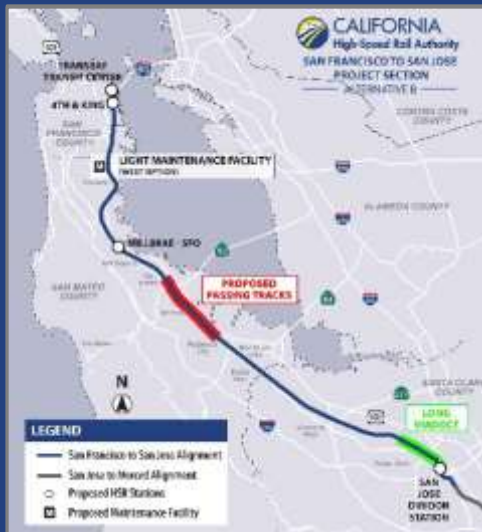 CALIFORNIA
High-Speed Rail Authority
SAN FRANCISCO TO SAN JOSE
PROJECT SECTION
ALTERNATIVE B
TRANSBAY
TRANSIT CENTER
4TH & KING
SAN
FRANCISCO
COUNTY
CONTRA COSTA
COUNTY
LIGHT MAINTENANCE FACILITY
(WEST OPTION)
ALAMEDA COUNTY
MILLBRAE - SFO
SAN MATEO
COUNTY
PROPOSED
PASSING TRACKS
N
SANTA CLARA
COUNTY
LONG
VIADUCT
SAN
JOSE
DIRIDON
STATION
LEGEND
San Francisco to San Jose Alignment
San Jose to Merced Alignment
Proposed HSR Stations
M Proposed Maintenance Facility